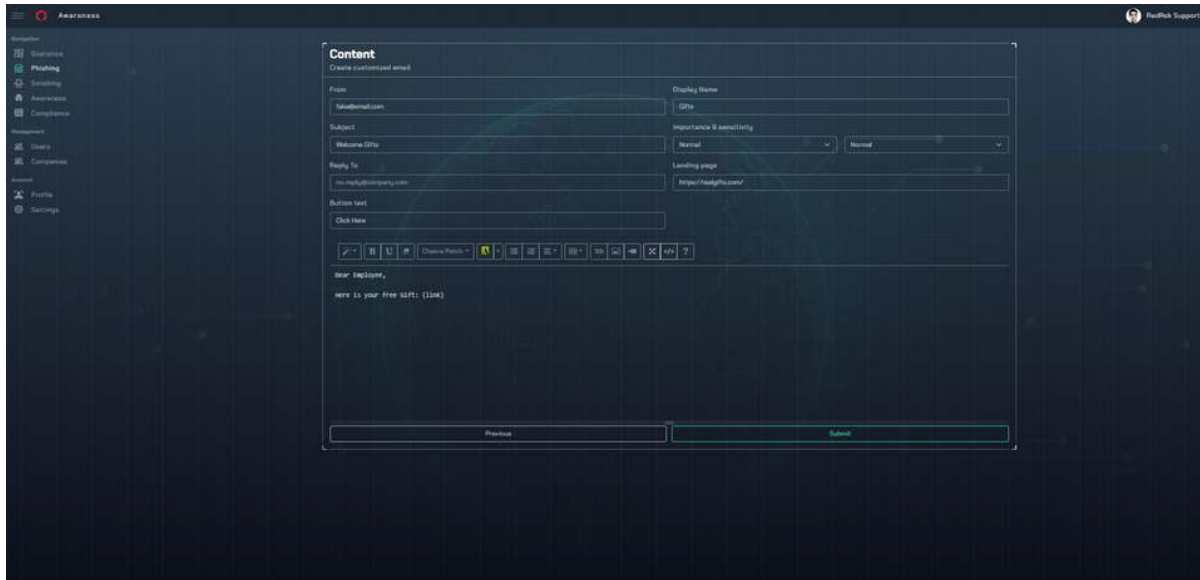 Awareness
RedRok Support
Navigation
Statistics
Phishing
Smishing
Awareness
Compliance
Management
Users
Companies
Account
Profile
Settings
Content
Create customized email
From
Display Name
fake@email.com
Gifts
Subject
Importance & sensitivity
Welcome Gifts
Normal
Normal
Reply To
Landing page
no-reply@company.com
https://realgifts.com/
Button text
Click Here
Chakra Petch
Dear Employee,
Here is your free Gift: {link}
Previous
Submit